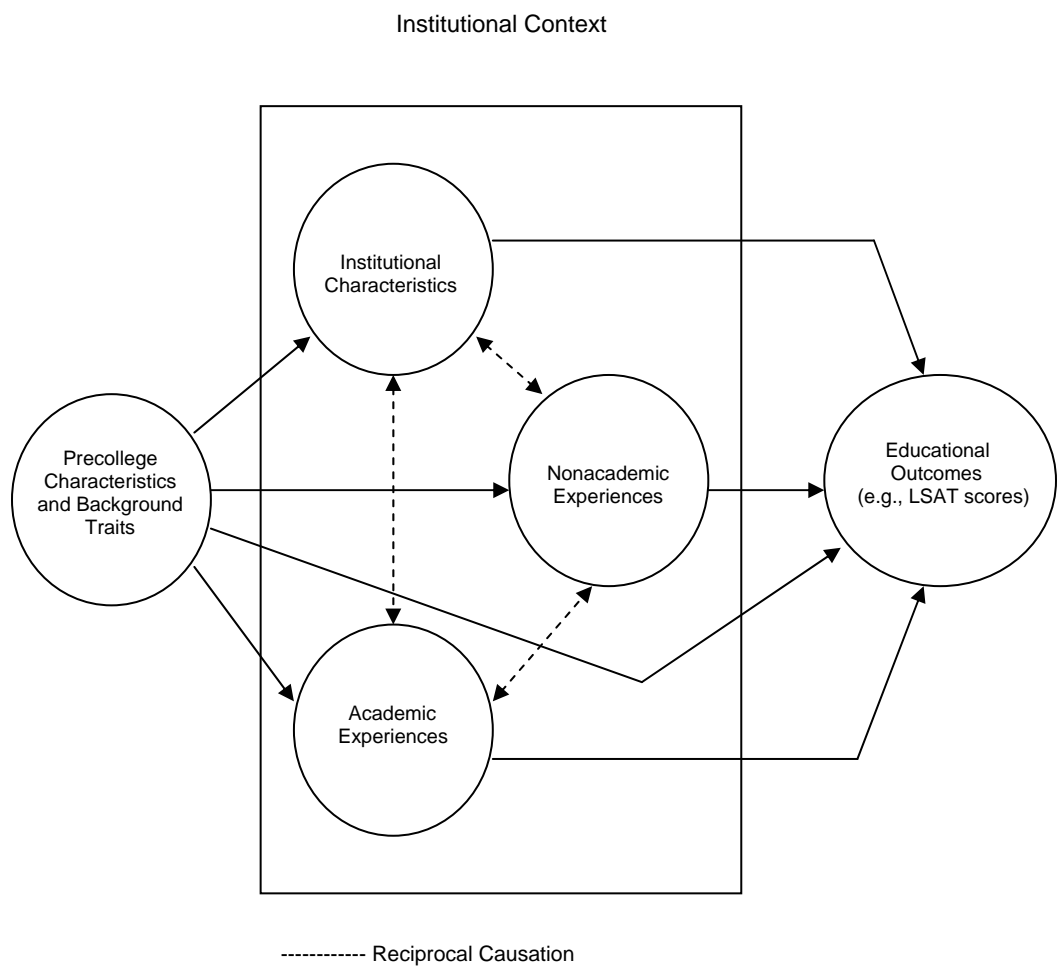 Institutional Context
Institutional
Characteristics
Precollege
Characteristics
and Background
Traits
Nonacademic
Experiences
Educational
Outcomes
(e.g., LSAT scores)
Academic
Experiences
------------ Reciprocal Causation